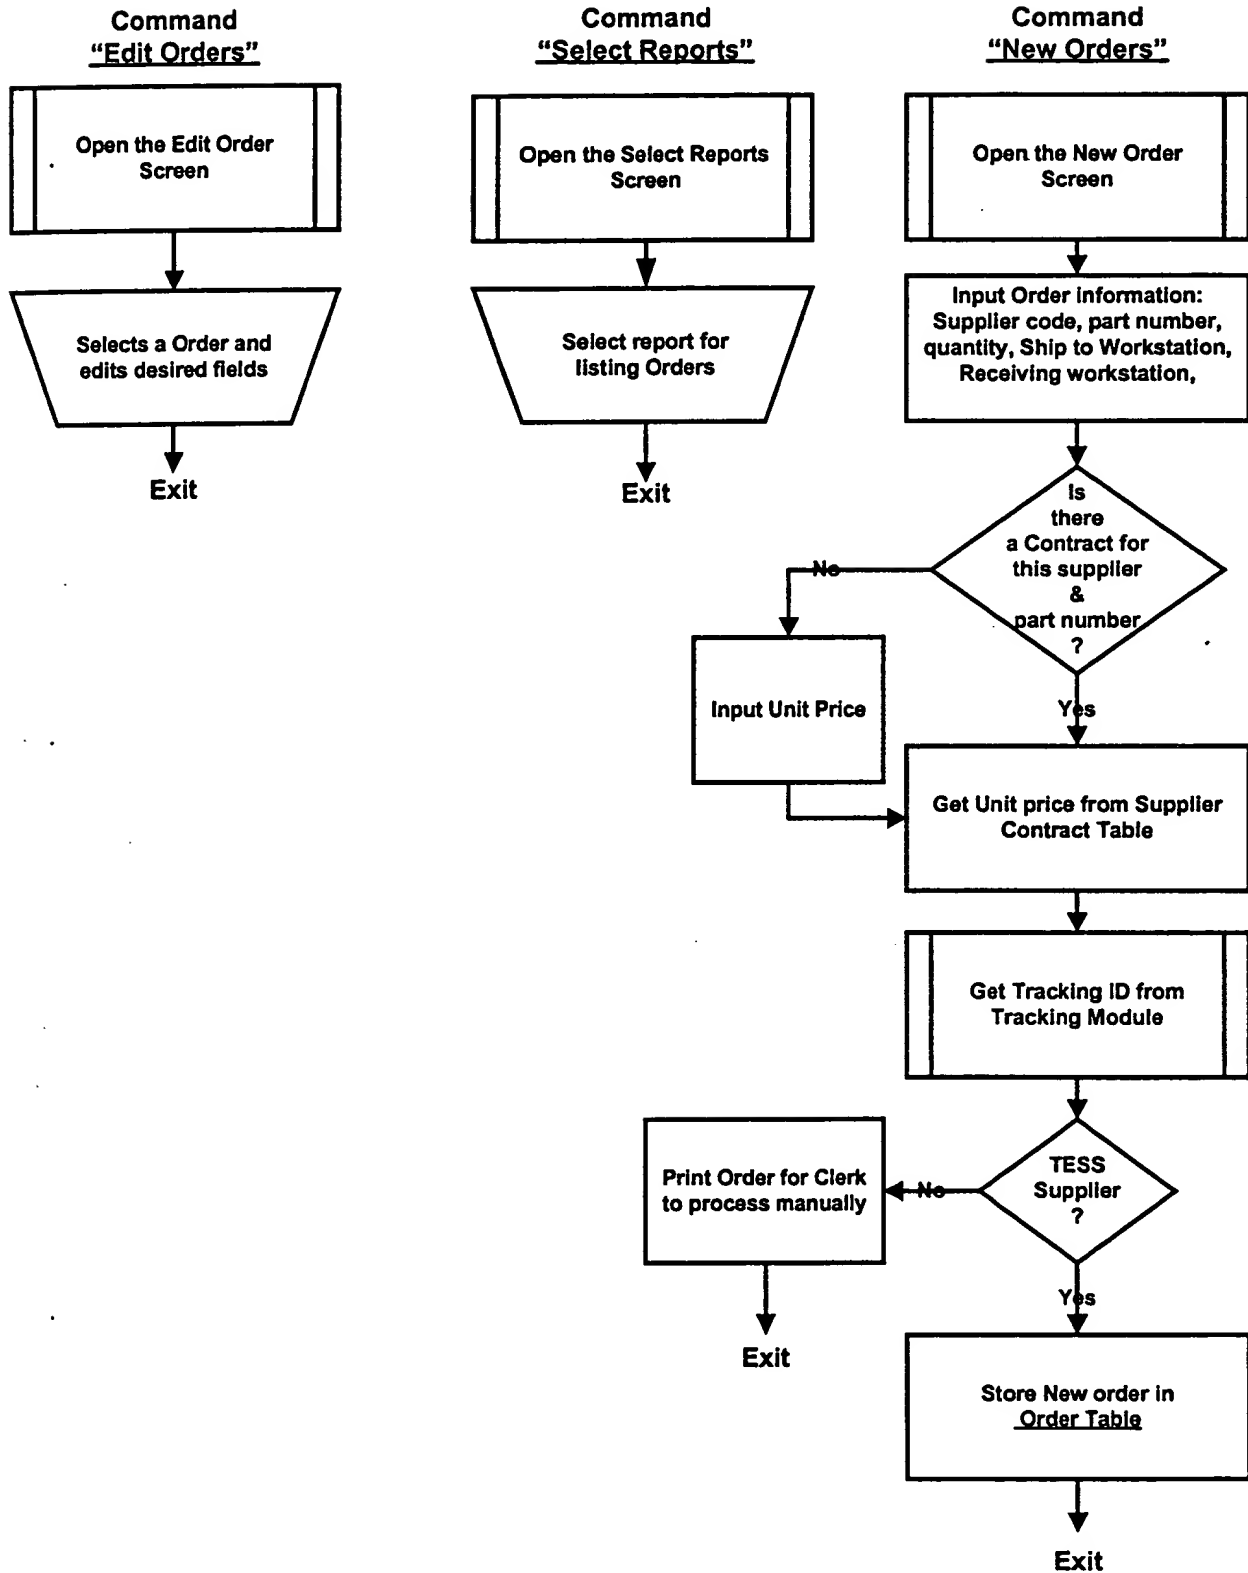 Command
“Edit Orders”
Open the Edit Order
Screen
Selects a Order and
edits desired fields
Exit
Command
“Select Reports”
Open the Select Reports
Screen
Select report for
listing Orders
Exit
Command
“New Orders”
Open the New Order
Screen
Input Order information:
Supplier code, part number,
quantity, Ship to Workstation,
Receiving workstation,
Is
there
a Contract for
this supplier
&
part number
?
No
Input Unit Price
Yes
Get Unit price from Supplier
Contract Table
Get Tracking ID from
Tracking Module
TESS
Supplier
?
No
Print Order for Clerk
to process manually
Exit
Yes
Store New order in
Order Table
Exit